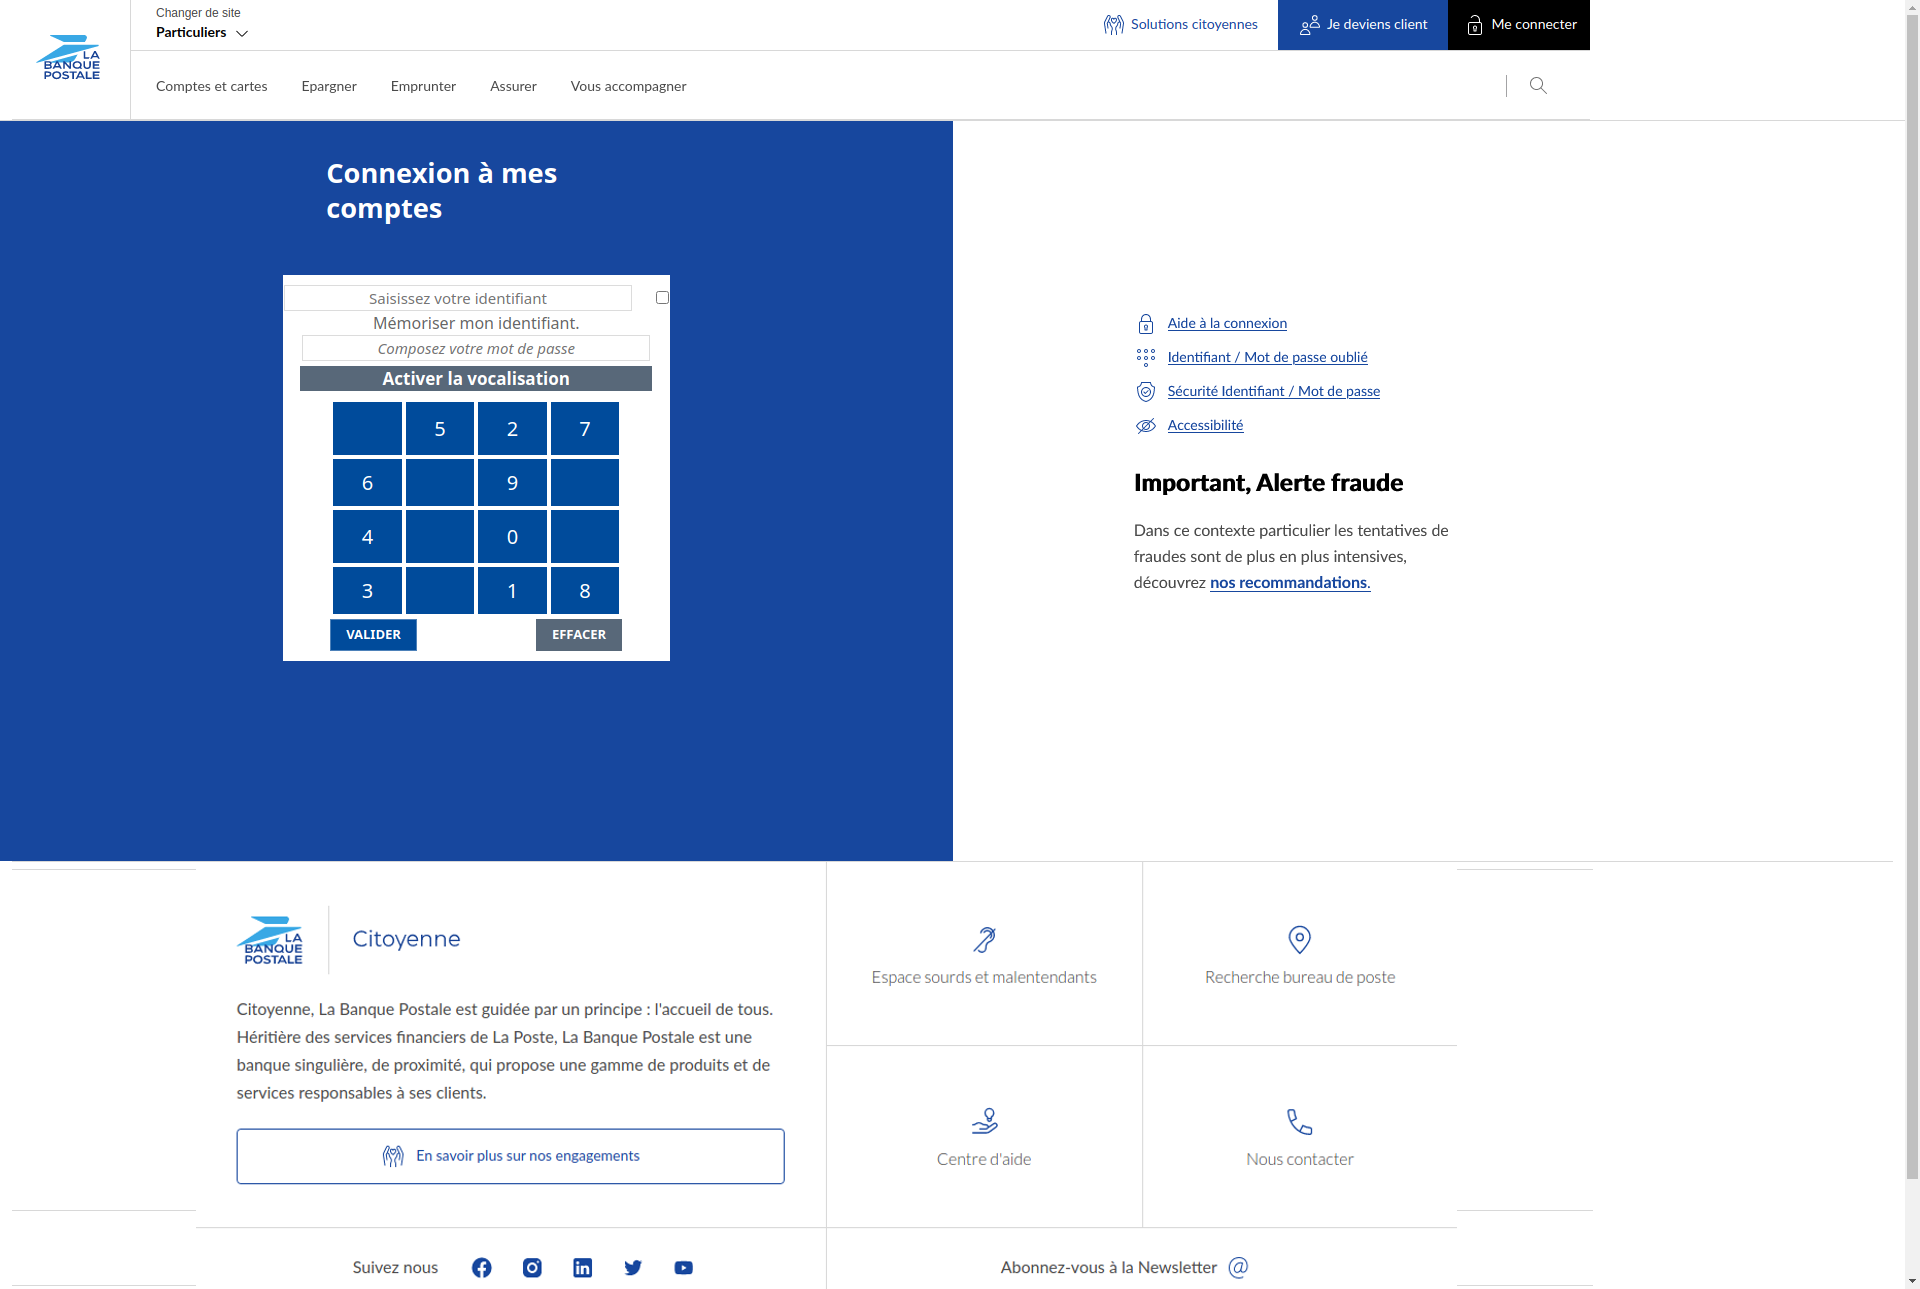 Changer de site
Particuliers
Solutions citoyennes
Je deviens client
Me connecter
LA
BANQUE
POSTALE
Comptes et cartes
Epargner
Emprunter
Assurer
Vous accompagner
Connexion à mes
comptes
Saisissez votre identifiant
Mémoriser mon identifiant.
Composez votre mot de passe
Activer la vocalisation
5 2 7
6 9
4 0
3 1 8
VALIDER
EFFACER
Aide à la connexion
Identifiant / Mot de passe oublié
Sécurité Identifiant / Mot de passe
Accessibilité
Important, Alerte fraude
Dans ce contexte particulier les tentatives de
fraudes sont de plus en plus intensives,
découvrez nos recommandations.
LA
BANQUE
POSTALE
Citoyenne
Citoyenne, La Banque Postale est guidée par un principe : l'accueil de tous.
Héritière des services financiers de La Poste, La Banque Postale est une
banque singulière, de proximité, qui propose une gamme de produits et de
services responsables à ses clients.
En savoir plus sur nos engagements
Espace sourds et malentendants
Recherche bureau de poste
Centre d'aide
Nous contacter
Suivez nous
Abonnez-vous à la Newsletter